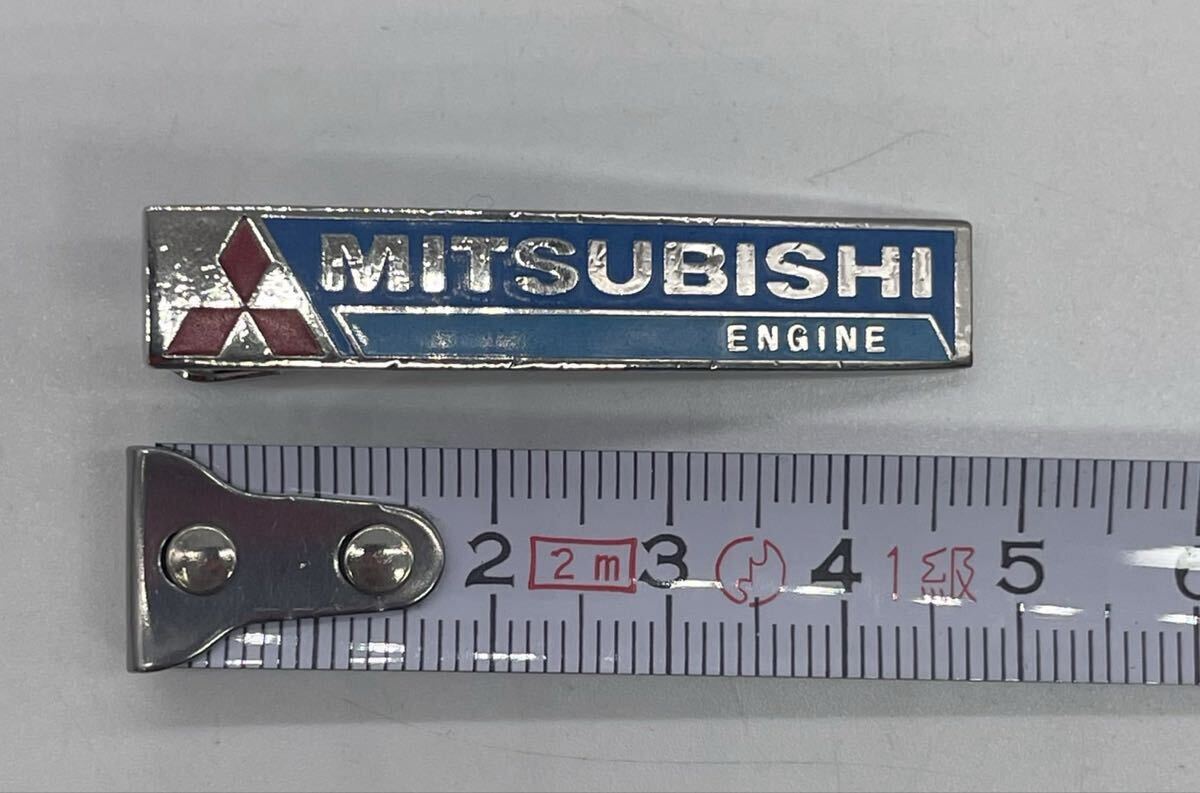 MITSUBISHI
ENGINE
2 2m 3 4 1級 5